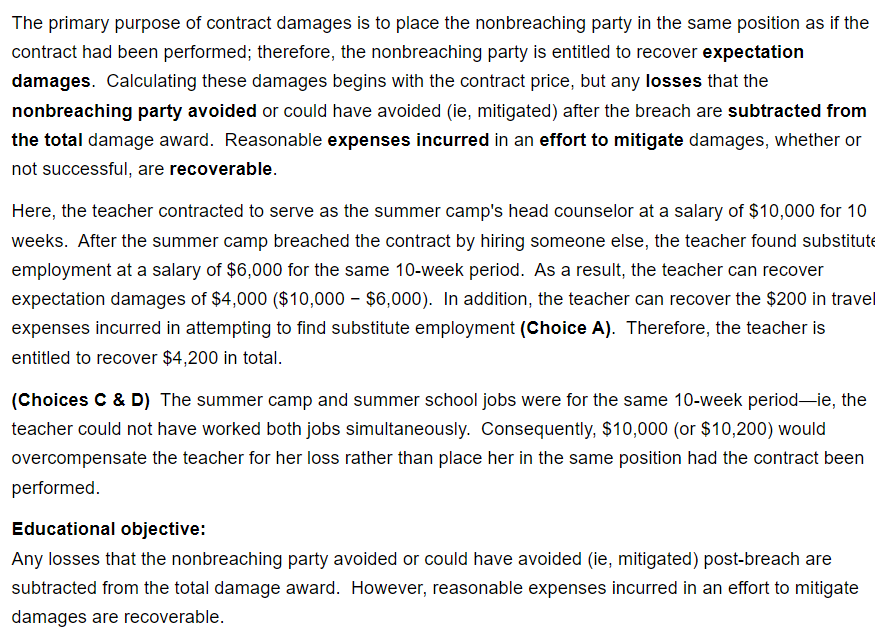 The primary purpose of contract damages is to place the nonbreaching party in the same position as if the
contract had been performed; therefore, the nonbreaching party is entitled to recover expectation
damages. Calculating these damages begins with the contract price, but any losses that the
nonbreaching party avoided or could have avoided (ie, mitigated) after the breach are subtracted from
the total damage award. Reasonable expenses incurred in an effort to mitigate damages, whether or
not successful, are recoverable.
Here, the teacher contracted to serve as the summer camp's head counselor at a salary of $10,000 for 10
weeks. After the summer camp breached the contract by hiring someone else, the teacher found substitute
employment at a salary of $6,000 for the same 10-week period. As a result, the teacher can recover
expectation damages of $4,000 ($10,000 − $6,000). In addition, the teacher can recover the $200 in travel
expenses incurred in attempting to find substitute employment (Choice A). Therefore, the teacher is
entitled to recover $4,200 in total.
(Choices C & D) The summer camp and summer school jobs were for the same 10-week period—ie, the
teacher could not have worked both jobs simultaneously. Consequently, $10,000 (or $10,200) would
overcompensate the teacher for her loss rather than place her in the same position had the contract been
performed.
Educational objective:
Any losses that the nonbreaching party avoided or could have avoided (ie, mitigated) post-breach are
subtracted from the total damage award. However, reasonable expenses incurred in an effort to mitigate
damages are recoverable.